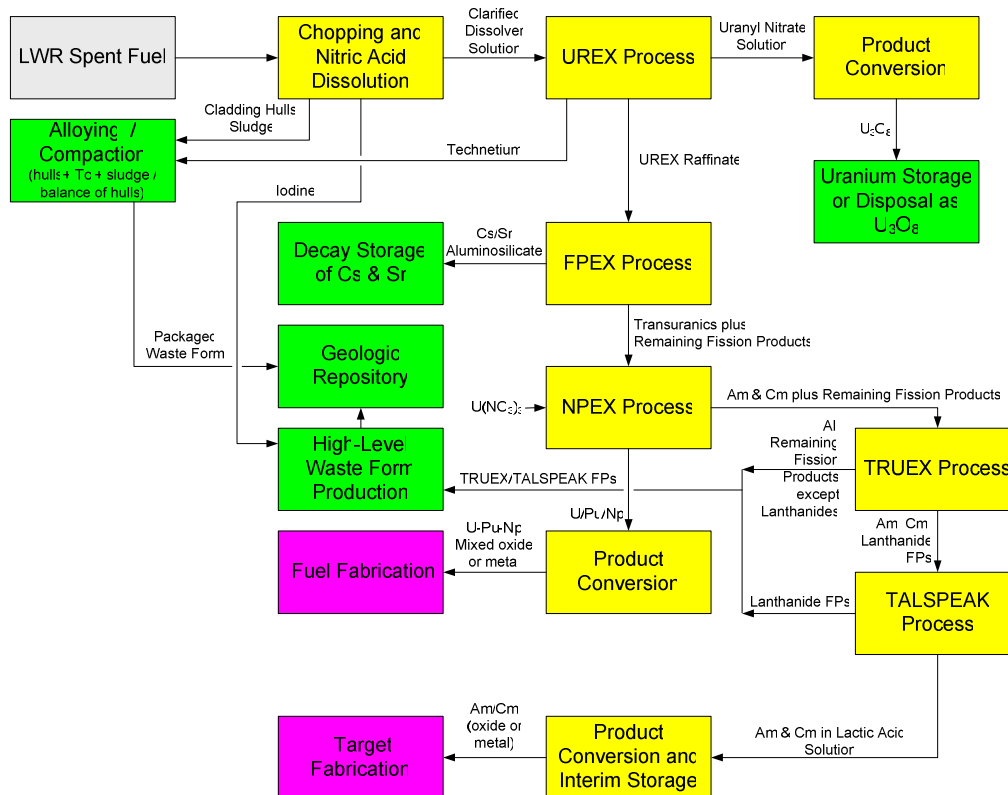 LWR Spent Fuel
Chopping and
Nitric Acid
Dissolution
Clarified
Dissolver
Solution
UREX Process
Uranyl Nitrate
Solution
Product
Conversion
Cladding Hulls
Sludge
Alloying /
Compaction
(hulls + Tc + sludge /
balance of hulls)
Technetium
Iodine
UREX Raffinate
U₃O₈
Uranium Storage
or Disposal as
U₃O₈
Decay Storage
of Cs & Sr
Cs/Sr
Aluminosilicate
FPEX Process
Transuranics plus
Remaining Fission Products
Packaged
Waste Form
Geologic
Repository
U(NO₃)₃
NPEX Process
Am & Cm plus Remaining Fission Products
High-Level
Waste Form
Production
TRUEX/TALSPEAK FPs
All
Remaining
Fission
Products
except
Lanthanides
TRUEX Process
U/Pu/Np
Am, Cm,
Lanthanide
FPs
Fuel Fabrication
U-Pu-Np
Mixed oxide
or metal
Product
Conversion
Lanthanide FPs
TALSPEAK
Process
Target
Fabrication
Am/Cm
(oxide or
metal)
Product
Conversion and
Interim Storage
Am & Cm in Lactic Acid
Solution